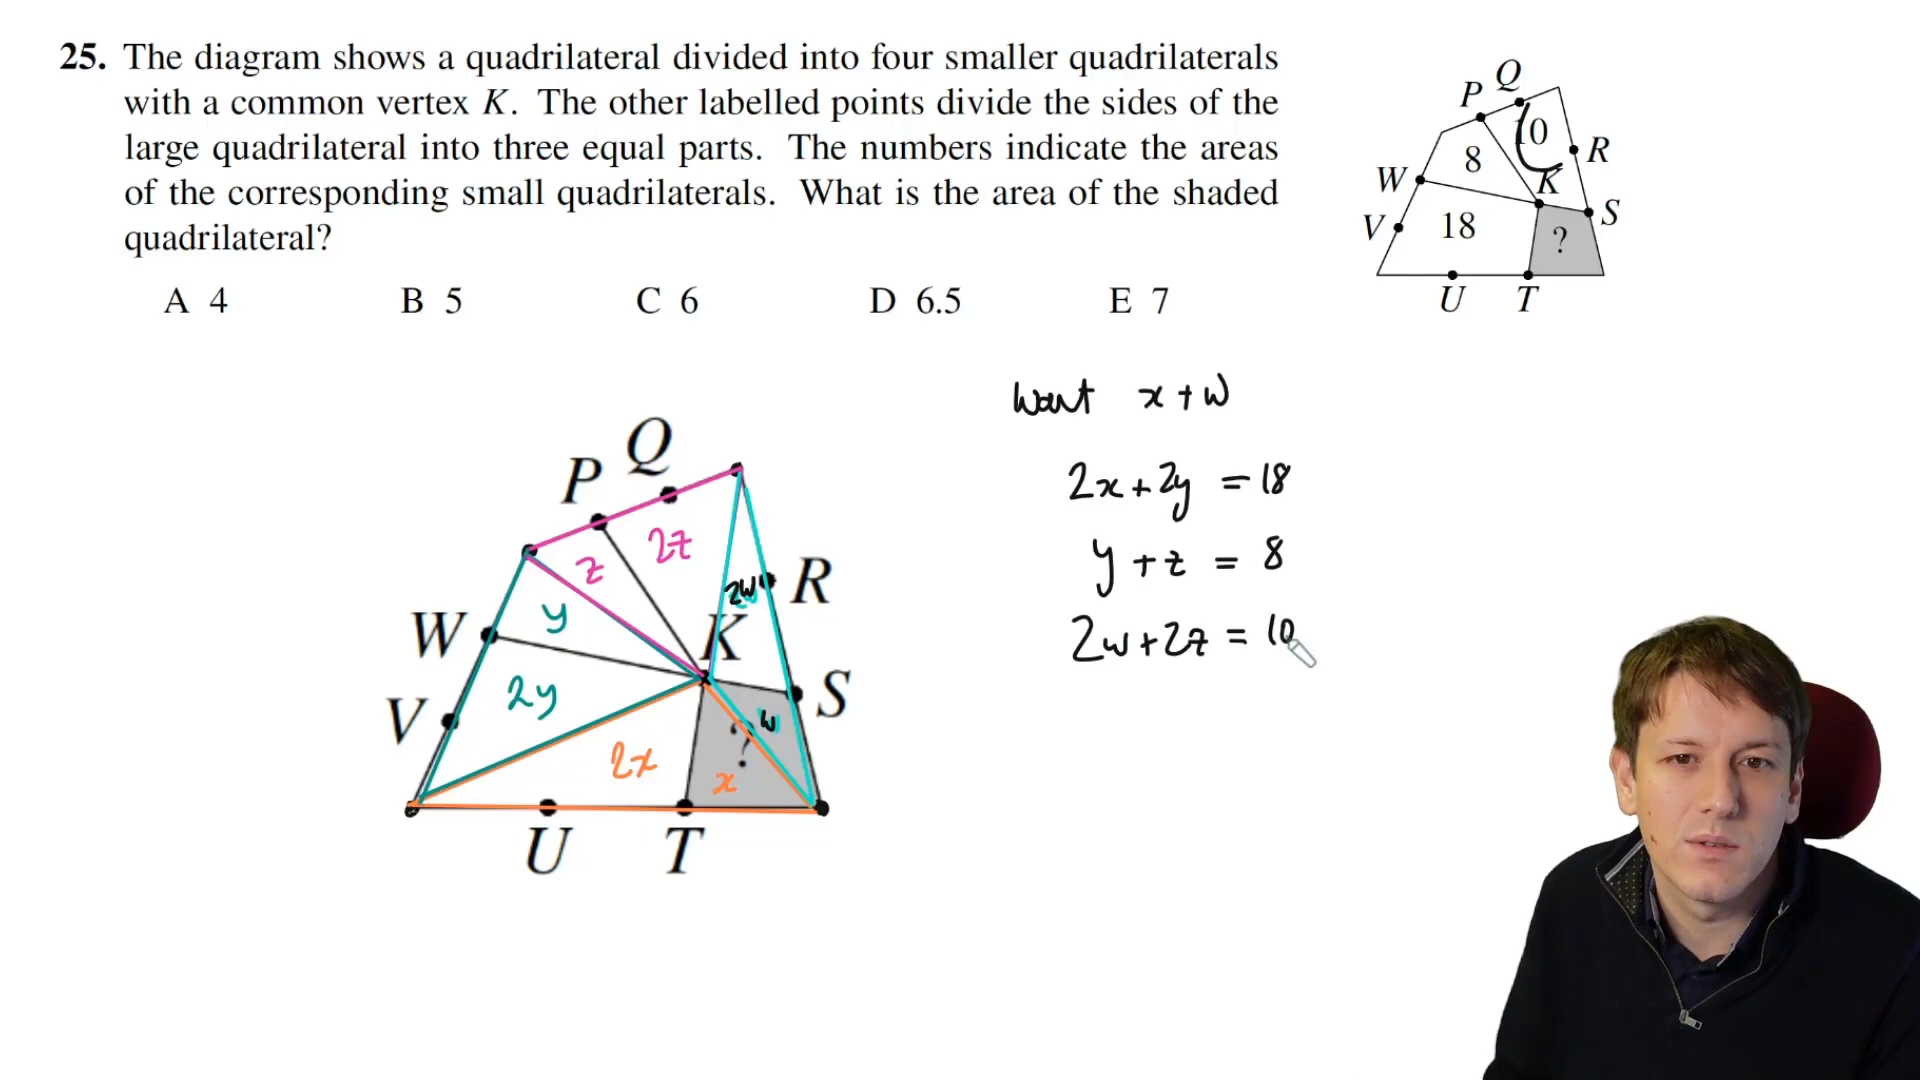 25. The diagram shows a quadrilateral divided into four smaller quadrilaterals
with a common vertex K. The other labelled points divide the sides of the
large quadrilateral into three equal parts. The numbers indicate the areas
of the corresponding small quadrilaterals. What is the area of the shaded
quadrilateral?
A 4 B 5 C 6 D 6.5 E 7
Q
P
10
R
8
K
W
S
V
18
?
U T
Want x + w
2x + 2y = 18
y + z = 8
2w + 2z = 10
Q
P
2z
z
2w
R
y
W
K
2y
S
V
w
2x
?
x
U T